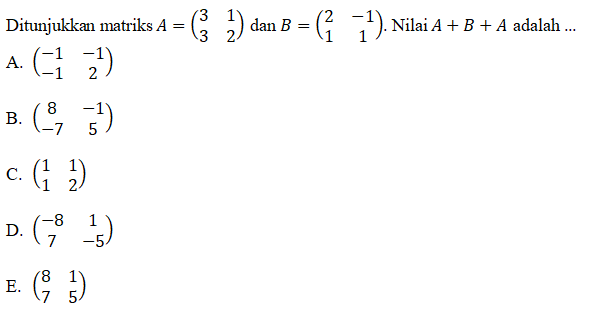 Ditunjukkan matriks A = (3 1 3 2) dan B = (2 −1 1 1). Nilai A + B + A adalah ...
A. (−1 −1 −1 2)
B. (8 −1 −7 5)
C. (1 1 1 2)
D. (−8 1 7 −5)
E. (8 1 7 5)